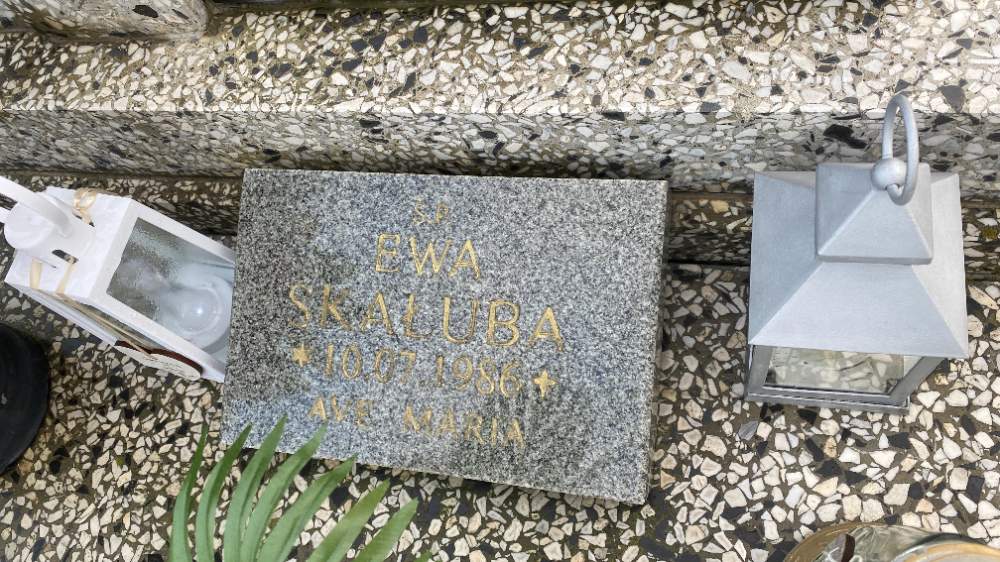 Ś.P.
EWA
SKAŁUBA
* 10.07.1986 +
AVE MARIA